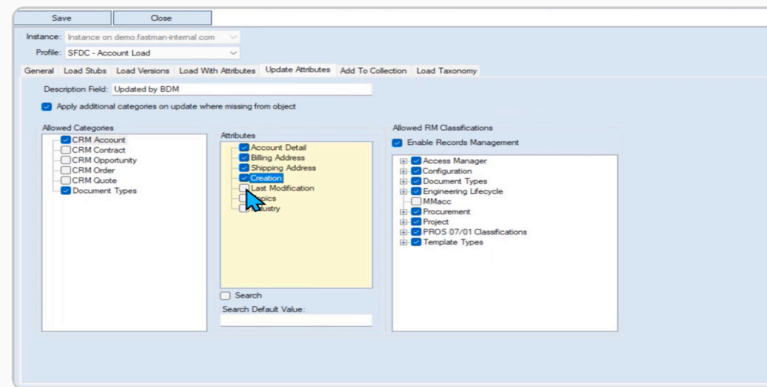 Save Close
Instance: Instance on demo.fastman-internal.com
Profile: SFDC - Account Load
General Load Stubs Load Versions Load With Attributes Update Attributes Add To Collection Load Taxonomy
Description Field: Updated by BDM
Apply additional categories on update where missing from object
Allowed Categories
CRM Account
CRM Contract
CRM Opportunity
CRM Order
CRM Quote
Document Types
Attributes
Account Detail
Billing Address
Shipping Address
Creation
Last Modification
Search
Search Default Value:
Allowed RM Classifications
Enable Records Management
Access Manager
Configuration
Document Types
Engineering Lifecycle
MMacc
Procurement
Project
PROS 07/01 Classifications
Template Types